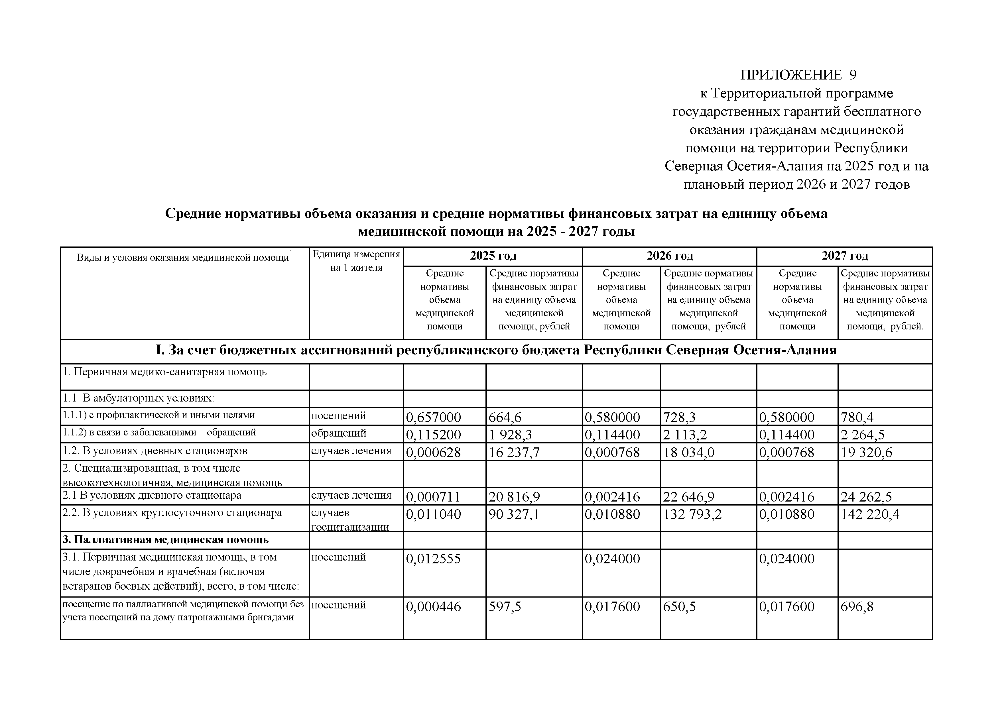 ПРИЛОЖЕНИЕ 9
к Территориальной программе
государственных гарантий бесплатного
оказания гражданам медицинской
помощи на территории Республики
Северная Осетия-Алания на 2025 год и на
плановый период 2026 и 2027 годов
Средние нормативы объема оказания и средние нормативы финансовых затрат на единицу объема
медицинской помощи на 2025 - 2027 годы
Виды и условия оказания медицинской помощи1
Единица измерения
на 1 жителя
2025 год
2026 год
2027 год
Средние
нормативы
объема
медицинской
помощи
Средние нормативы
финансовых затрат
на единицу объема
медицинской
помощи, рублей
Средние
нормативы
объема
медицинской
помощи
Средние нормативы
финансовых затрат
на единицу объема
медицинской
помощи, рублей
Средние
нормативы
объема
медицинской
помощи
Средние нормативы
финансовых затрат
на единицу объема
медицинской
помощи, рублей.
I. За счет бюджетных ассигнований республиканского бюджета Республики Северная Осетия-Алания
1. Первичная медико-санитарная помощь
1.1 В амбулаторных условиях:
1.1.1) с профилактической и иными целями посещений 0,657000 664,6 0,580000 728,3 0,580000 780,4
1.1.2) в связи с заболеваниями – обращений обращений 0,115200 1 928,3 0,114400 2 113,2 0,114400 2 264,5
1.2. В условиях дневных стационаров случаев лечения 0,000628 16 237,7 0,000768 18 034,0 0,000768 19 320,6
2. Специализированная, в том числе
высокотехнологичная, медицинская помощь
2.1 В условиях дневного стационара случаев лечения 0,000711 20 816,9 0,002416 22 646,9 0,002416 24 262,5
2.2. В условиях круглосуточного стационара случаев 0,011040 90 327,1 0,010880 132 793,2 0,010880 142 220,4
госпитализации
3. Паллиативная медицинская помощь
3.1. Первичная медицинская помощь, в том посещений 0,012555 0,024000 0,024000
числе доврачебная и врачебная (включая
ветаранов боевых действий), всего, в том числе:
посещение по паллиативной медицинской помощи без посещений 0,000446 597,5 0,017600 650,5 0,017600 696,8
учета посещений на дому патронажными бригадами